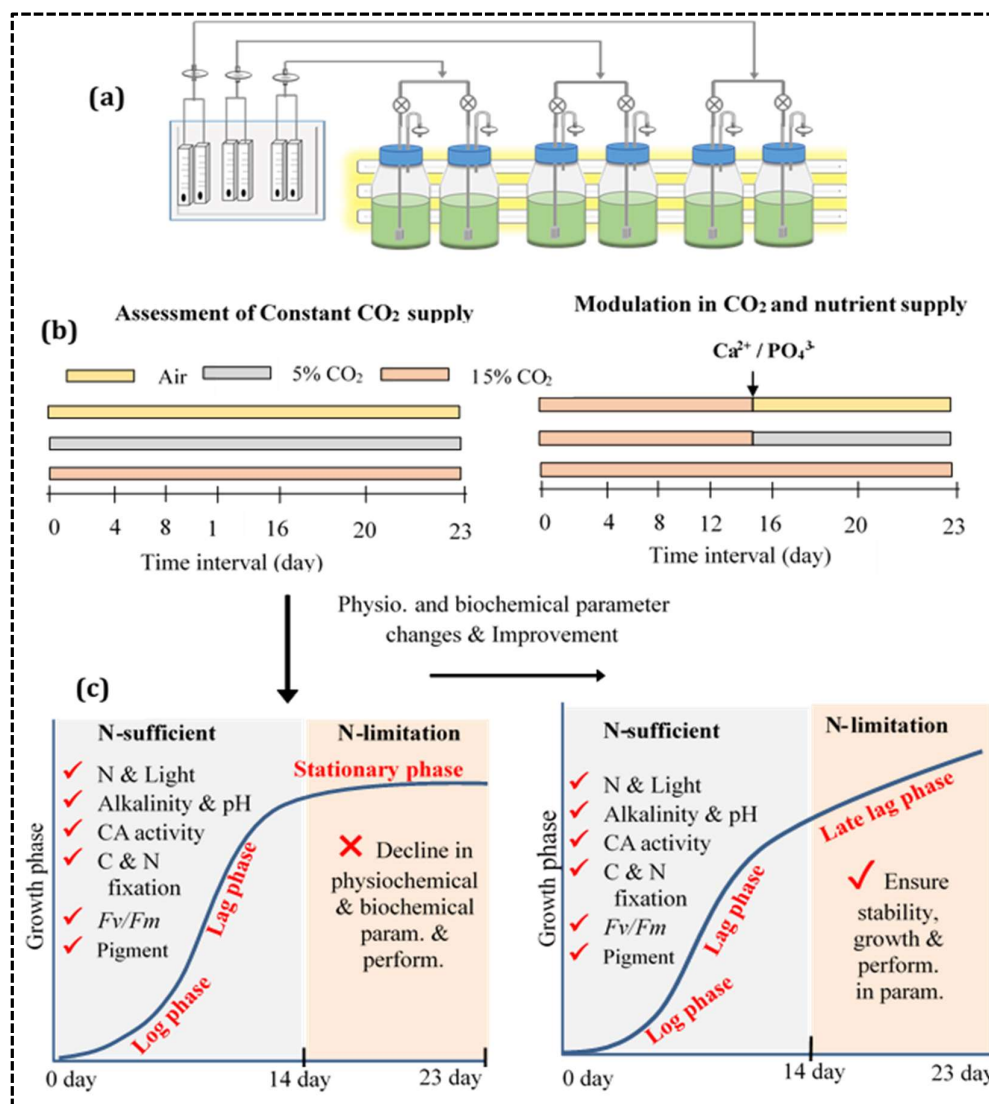 (a)
(b)
Assessment of Constant CO₂ supply
Air
5% CO₂
15% CO₂
0 4 8 1 16 20 23
Time interval (day)
Modulation in CO₂ and nutrient supply
Ca²⁺ / PO₄³⁻
0 4 8 12 16 20 23
Time interval (day)
Physio. and biochemical parameter
changes & Improvement
(c)
Growth phase
N-sufficient
✓ N & Light
✓ Alkalinity & pH
✓ CA activity
✓ C & N
fixation
✓ Fv/Fm
✓ Pigment
Log phase
Lag phase
N-limitation
Stationary phase
✗ Decline in
physiochemical
& biochemical
param. &
perform.
0 day 14 day 23 day
Growth phase
N-sufficient
✓ N & Light
✓ Alkalinity & pH
✓ CA activity
✓ C & N
fixation
✓ Fv/Fm
✓ Pigment
Log phase
Lag phase
N-limitation
Late lag phase
✓ Ensure
stability,
growth &
perform.
in param.
0 day 14 day 23 day